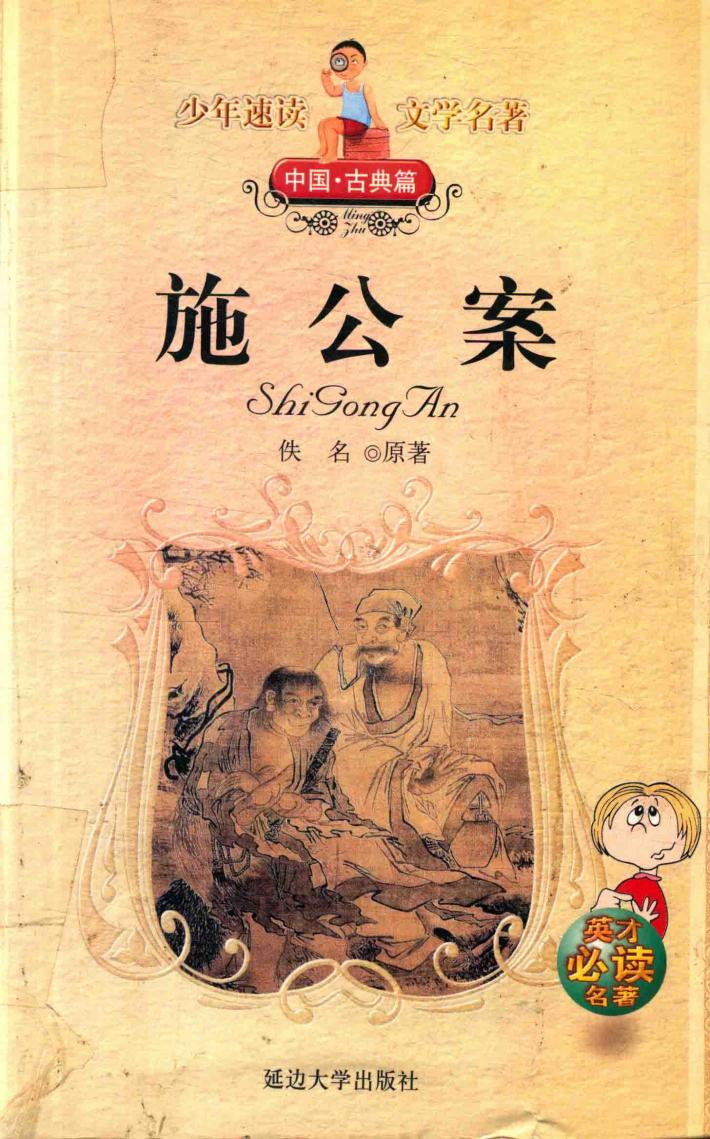 少年速读 文学名著
中国·古典篇
Ming
Zhu
施公案
ShiGongAn
佚名◎原著
英才
必读
名著
延边大学出版社